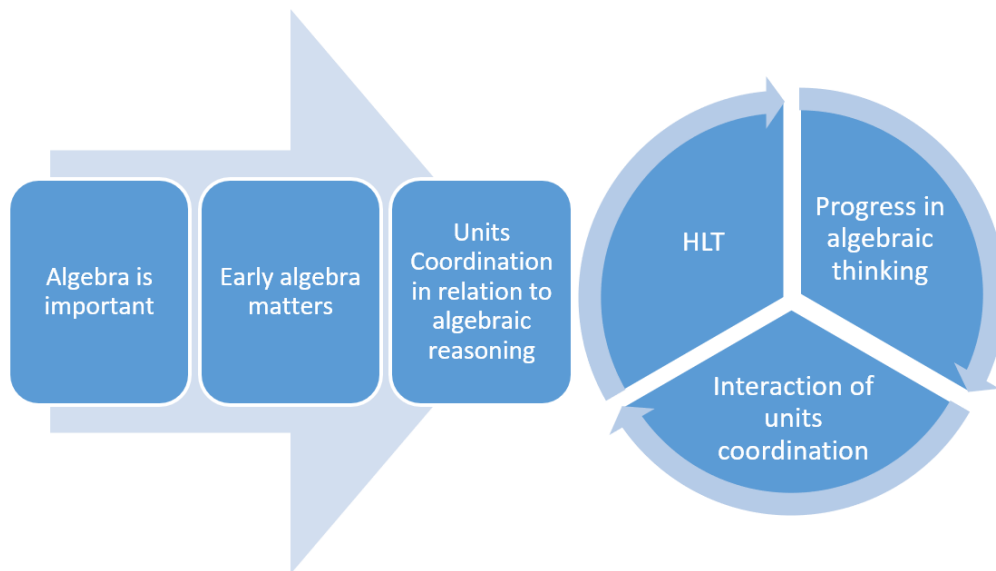 Algebra is
important
Early algebra
matters
Units
Coordination
in relation to
algebraic
reasoning
HLT
Progress in
algebraic
thinking
Interaction of
units
coordination